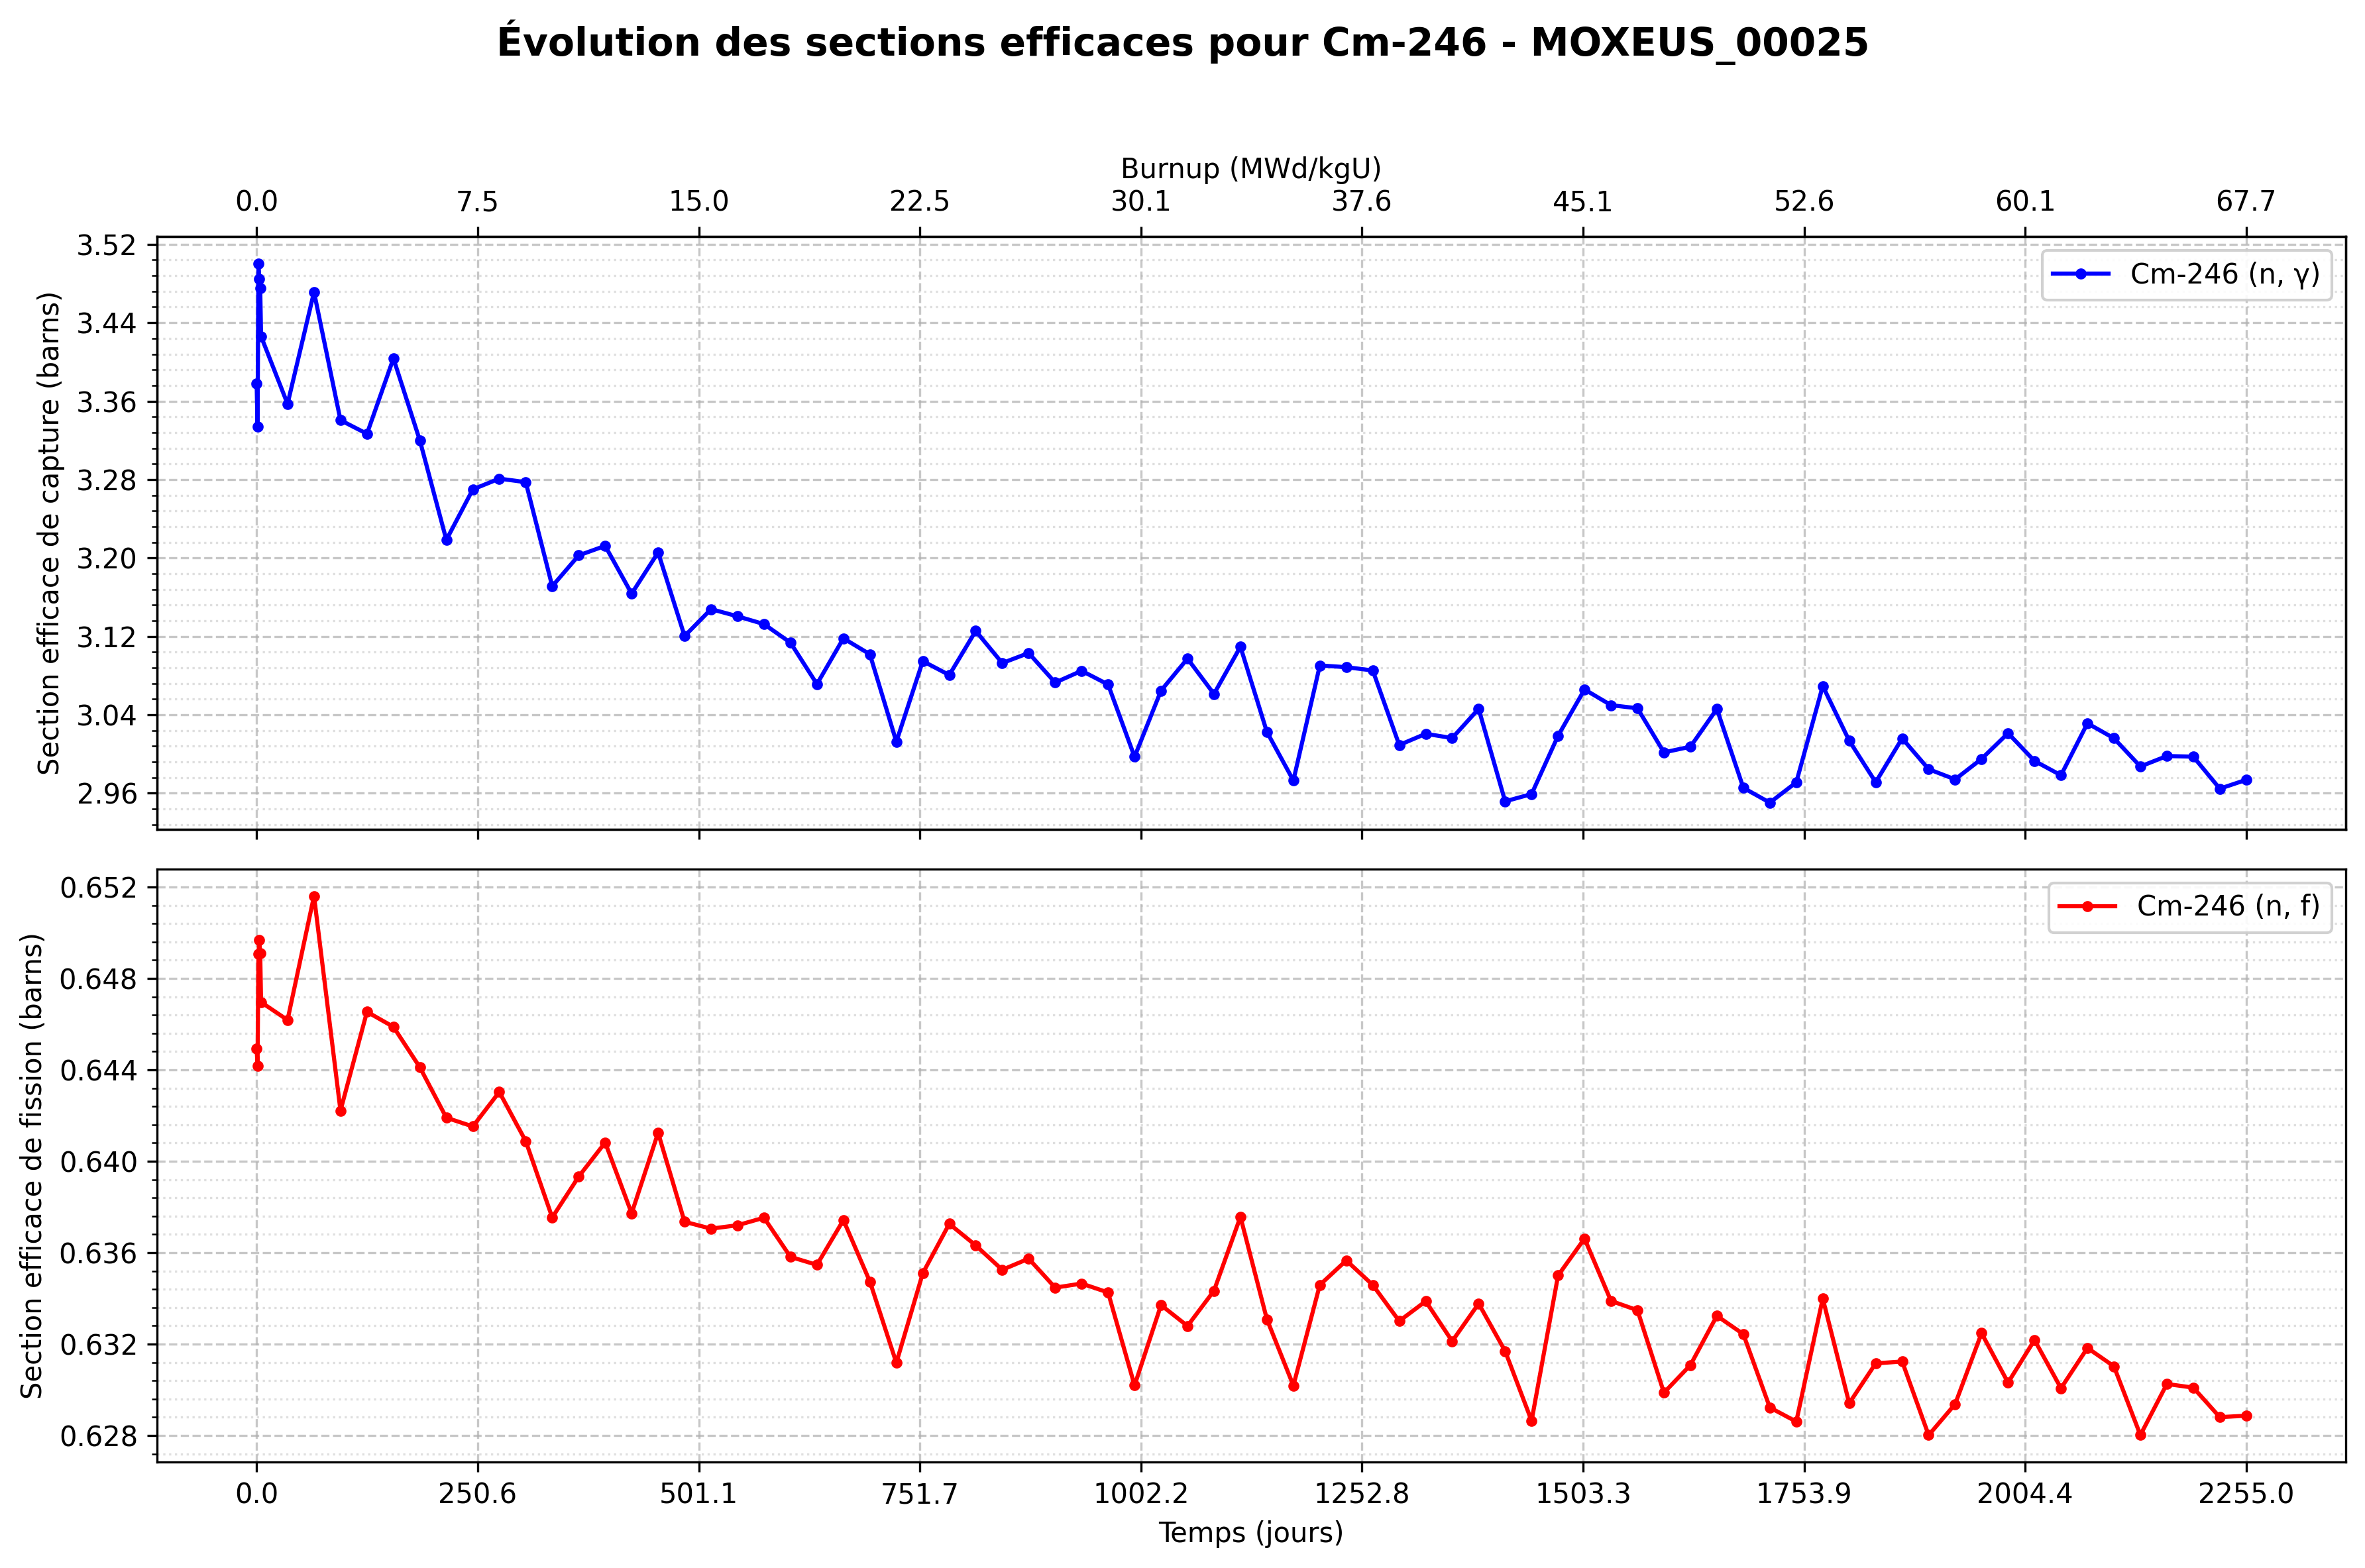 Évolution des sections efficaces pour Cm-246 - MOXEUS_00025
Burnup (MWd/kgU)
0.0 7.5 15.0 22.5 30.1 37.6 45.1 52.6 60.1 67.7
Section efficace de capture (barns)
3.52
3.44
3.36
3.28
3.20
3.12
3.04
2.96
Cm-246 (n, γ)
Section efficace de fission (barns)
0.652
0.648
0.644
0.640
0.636
0.632
0.628
Cm-246 (n, f)
0.0 250.6 501.1 751.7 1002.2 1252.8 1503.3 1753.9 2004.4 2255.0
Temps (jours)